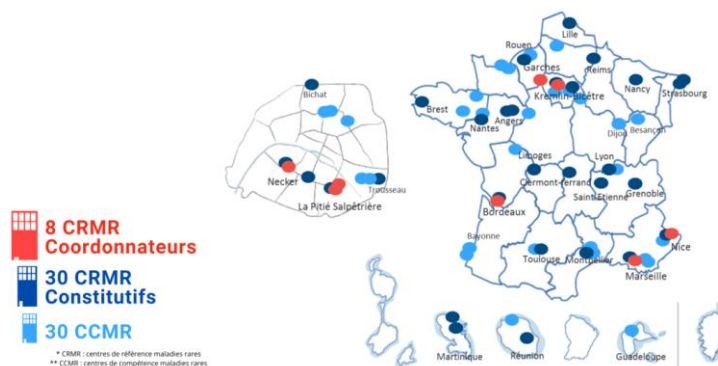 Lille
Rouen
Garches
Reims
Kremlin-Bicêtre
Nancy
Strasbourg
Bichat
Brest
Angers
Nantes
Dijon
Besançon
Necker
La Pitié Salpêtrière
Trousseau
Limoges
Lyon
Clermont-Ferrand
Saint-Etienne
Grenoble
Bordeaux
Bayonne
Toulouse
Montpellier
Nice
Marseille
8 CRMR
Coordonnateurs
30 CRMR
Constitutifs
30 CCMR
* CRMR : centres de référence maladies rares
** CCMR : centres de compétence maladies rares
Martinique
Réunion
Guadeloupe